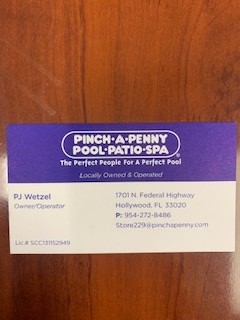 PINCH·A·PENNY
POOL·PATIO·SPA®
The Perfect People For A Perfect Pool
Locally Owned & Operated
PJ Wetzel
Owner/Operator
Lic.# SCC131152949
1701 N. Federal Highway
Hollywood, FL 33020
P: 954-272-8486
Store229@pinchapenny.com